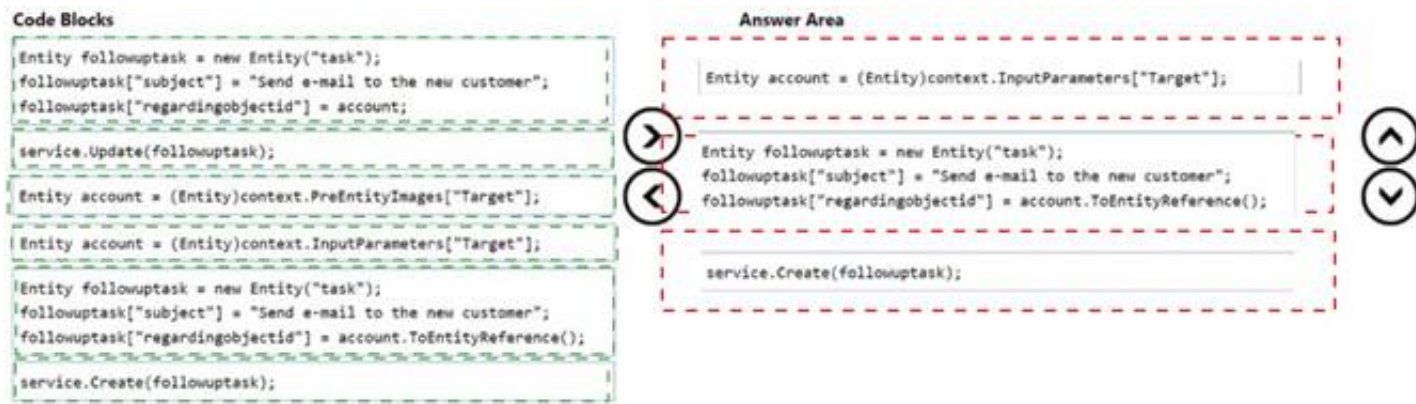 Code Blocks
Entity followuptask = new Entity("task");
followuptask["subject"] = "Send e-mail to the new customer";
followuptask["regardingobjectid"] = account;
service.Update(followuptask);
Entity account = (Entity)context.PreEntityImages["Target"];
Entity account = (Entity)context.InputParameters["Target"];
Entity followuptask = new Entity("task");
followuptask["subject"] = "Send e-mail to the new customer";
followuptask["regardingobjectid"] = account.ToEntityReference();
service.Create(followuptask);
Answer Area
Entity account = (Entity)context.InputParameters["Target"];
Entity followuptask = new Entity("task");
followuptask["subject"] = "Send e-mail to the new customer";
followuptask["regardingobjectid"] = account.ToEntityReference();
service.Create(followuptask);